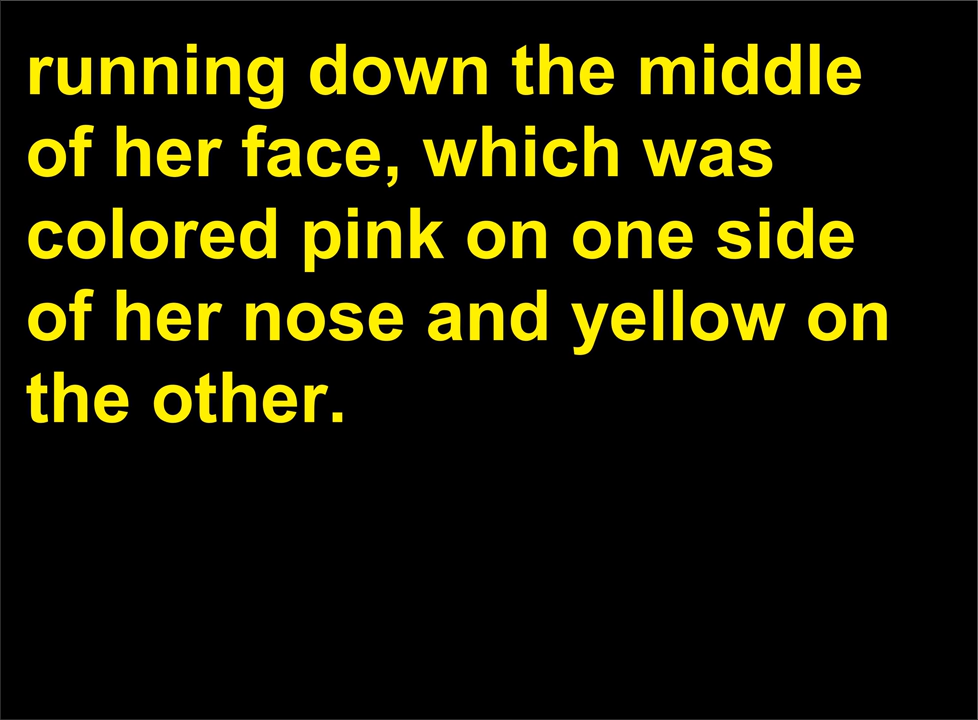 running down the middle
of her face, which was
colored pink on one side
of her nose and yellow on
the other.